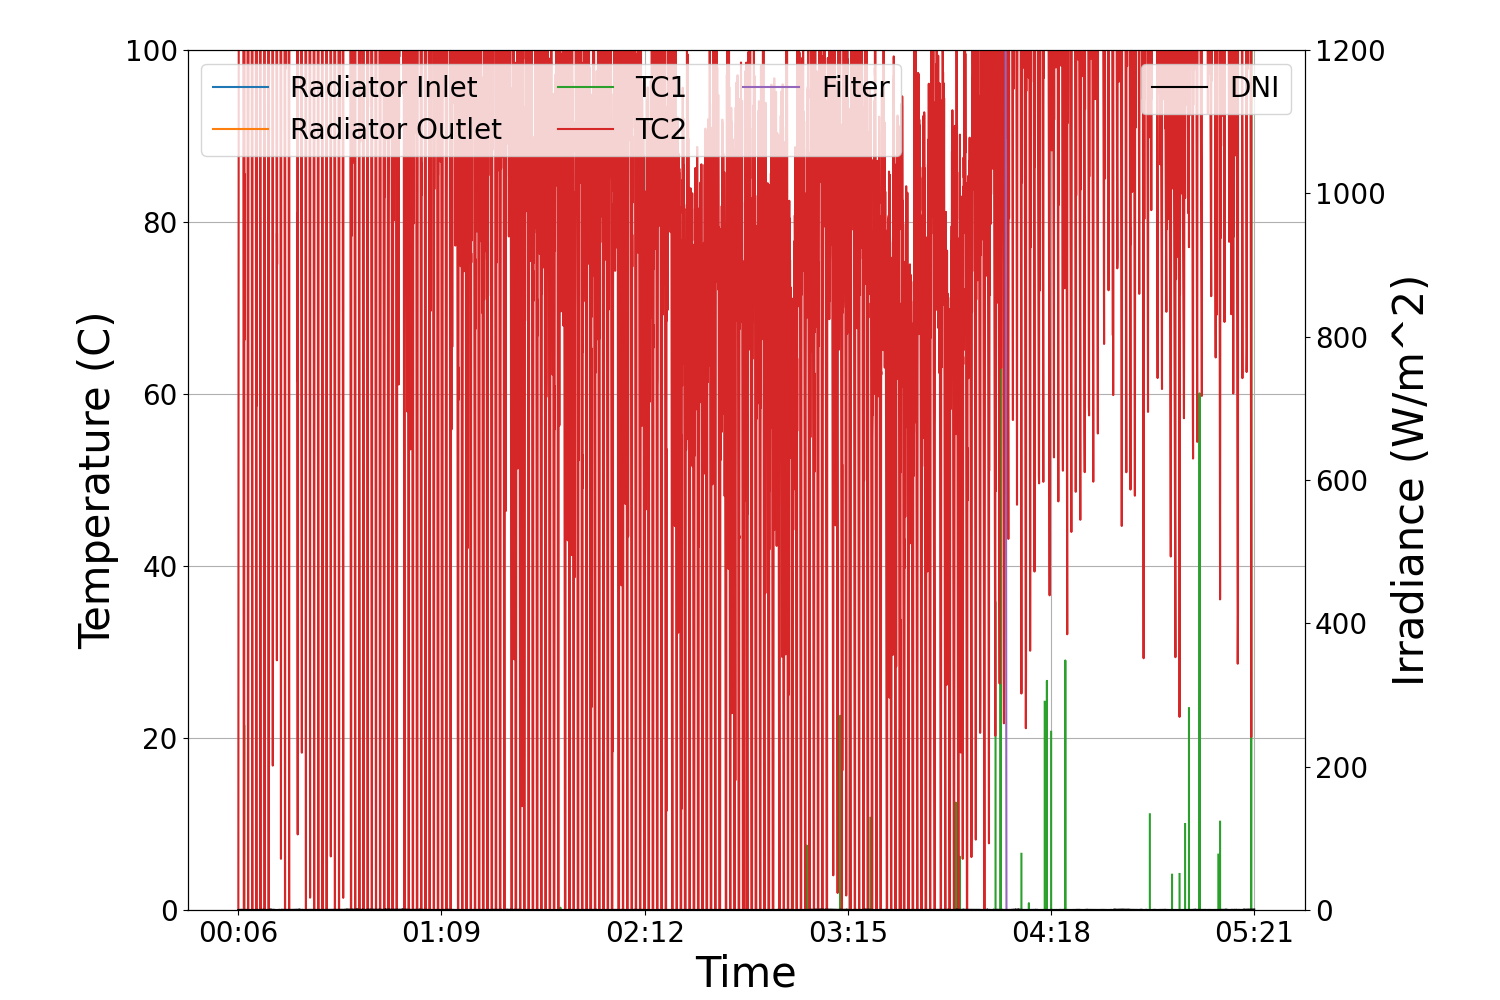 100
80
60
40
20
0
Temperature (C)
Radiator Inlet
Radiator Outlet
TC1
TC2
Filter
DNI
1200
1000
800
600
400
200
0
Irradiance (W/m^2)
00:06
01:09
02:12
03:15
04:18
05:21
Time